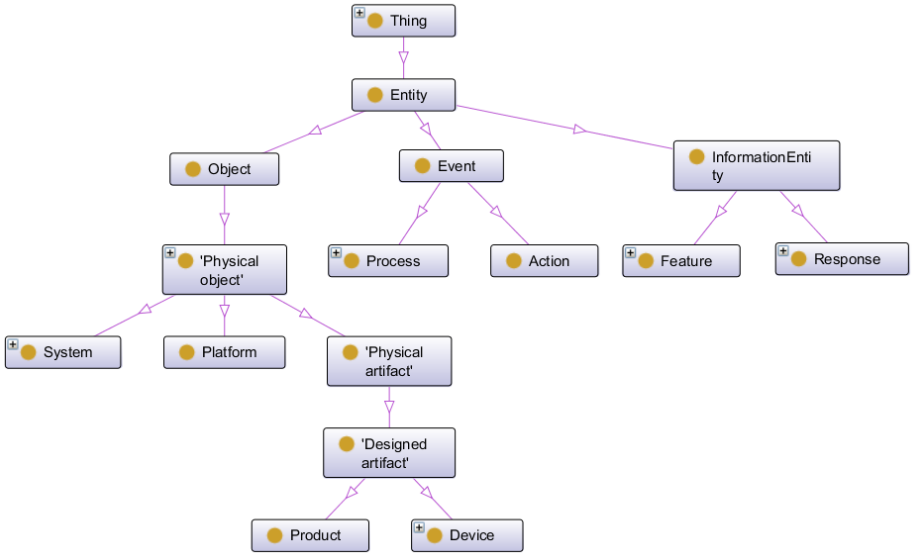 Thing
Entity
Object
Event
InformationEnti
ty
'Physical
object'
Process
Action
Feature
Response
System
Platform
'Physical
artifact'
'Designed
artifact'
Product
Device